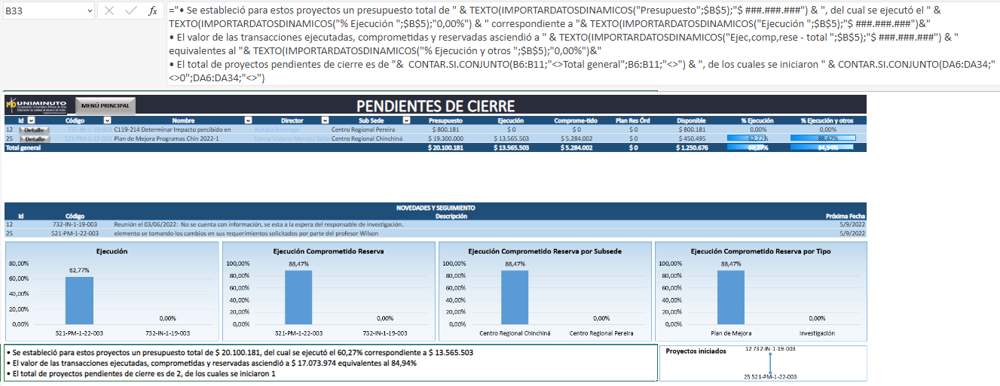 B33
fx
="• Se estableció para estos proyectos un presupuesto total de " & TEXTO(IMPORTARDATOSDINAMICOS("Presupuesto";$B$5);"$ ###.###.###") & ", del cual se ejecutó el " &
TEXTO(IMPORTARDATOSDINAMICOS("% Ejecución ";$B$5);"0,00%") & " correspondiente a "& TEXTO(IMPORTARDATOSDINAMICOS("Ejecución ";$B$5);"$ ###.###.###")&"
• El valor de las transacciones ejecutadas, comprometidas y reservadas ascendió a " & TEXTO(IMPORTARDATOSDINAMICOS("Ejec,comp,rese - total ";$B$5);"$ ###.###.###") & "
equivalentes al "& TEXTO(IMPORTARDATOSDINAMICOS("% Ejecución y otros ";$B$5);"0,00%")&"
• El total de proyectos pendientes de cierre es de "&  CONTAR.SI.CONJUNTO(B6:B11;"<>Total general";B6:B11;"<>") & ", de los cuales se iniciaron " & CONTAR.SI.CONJUNTO(DA6:DA34;"
<>0";DA6:DA34;"<>")
UNIMINUTO
MENÚ PRINCIPAL
PENDIENTES DE CIERRE
Id Código Nombre Director Sub Sede Presupuesto Ejecución Comprome-tido Plan Res Órd Disponible % Ejecución % Ejecución y otros
12 Detalle 732-IN-1-19-003 C119-214 Determinar Impacto percibido en Natalia Restrepo Centro Regional Pereira $ 800.181 $ 0 $ 0 $ 0 $ 800.181 0,00% 0,00%
25 Detalle 521-PM-1-22-003 Plan de Mejora Programas Chin 2022-1 Centro Regional Chinchiná $ 19.300.000 $ 13.565.503 $ 5.284.002 $ 0 $ 450.495 62,77% 88,47%
Total general $ 20.100.181 $ 13.565.503 $ 5.284.002 $ 0 $ 1.250.676 60,27% 84,94%
NOVEDADES Y SEGUIMIENTO
Id Código Descripción Próxima Fecha
12 732-IN-1-19-003 Reunión el 03/06/2022:  No se cuenta con información, se esta a la espera del responsable de investigación. 5/9/2022
25 521-PM-1-22-003 elemento se tomando los cambios en sus requerimientos solicitados por parte del profesor Wilson 5/9/2022
Ejecución
80,00%
60,00%
40,00%
20,00%
0,00%
62,77%
0,00%
521-PM-1-22-003 732-IN-1-19-003
Ejecución Comprometido Reserva
100,00%
80,00%
60,00%
40,00%
20,00%
0,00%
88,47%
0,00%
521-PM-1-22-003 732-IN-1-19-003
Ejecución Comprometido Reserva por Subsede
100,00%
80,00%
60,00%
40,00%
20,00%
0,00%
88,47%
0,00%
Centro Regional Chinchiná Centro Regional Pereira
Ejecución Comprometido Reserva por Tipo
100,00%
80,00%
60,00%
40,00%
20,00%
0,00%
88,47%
0,00%
Plan de Mejora Investigación
• Se estableció para estos proyectos un presupuesto total de $ 20.100.181, del cual se ejecutó el 60,27% correspondiente a $ 13.565.503
• El valor de las transacciones ejecutadas, comprometidas y reservadas ascendió a $ 17.073.974 equivalentes al 84,94%
• El total de proyectos pendientes de cierre es de 2, de los cuales se iniciaron 1
Proyectos iniciados
12 732-IN-1-19-003
25 521-PM-1-22-003